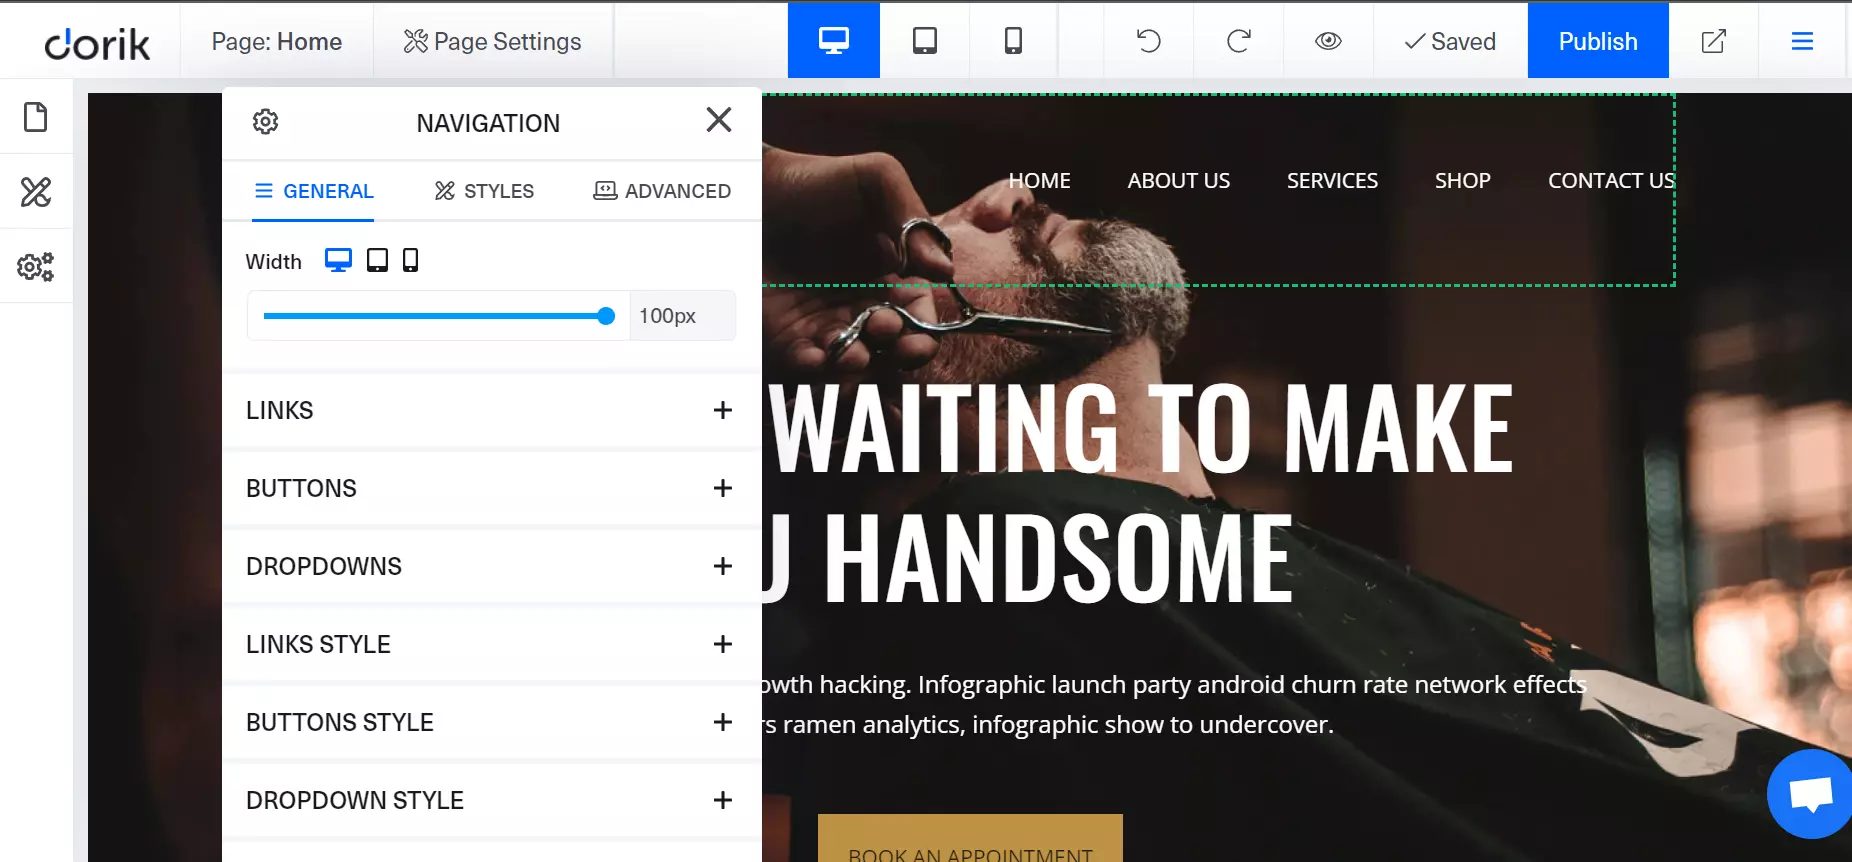 dorik
Page: Home
Page Settings
Saved
Publish
NAVIGATION
GENERAL
STYLES
ADVANCED
Width
100px
LINKS
BUTTONS
DROPDOWNS
LINKS STYLE
BUTTONS STYLE
DROPDOWN STYLE
HOME
ABOUT US
SERVICES
SHOP
CONTACT US
WAITING TO MAKE
U HANDSOME
owth hacking. Infographic launch party android churn rate network effects
rs ramen analytics, infographic show to undercover.
BOOK AN APPOINTMENT